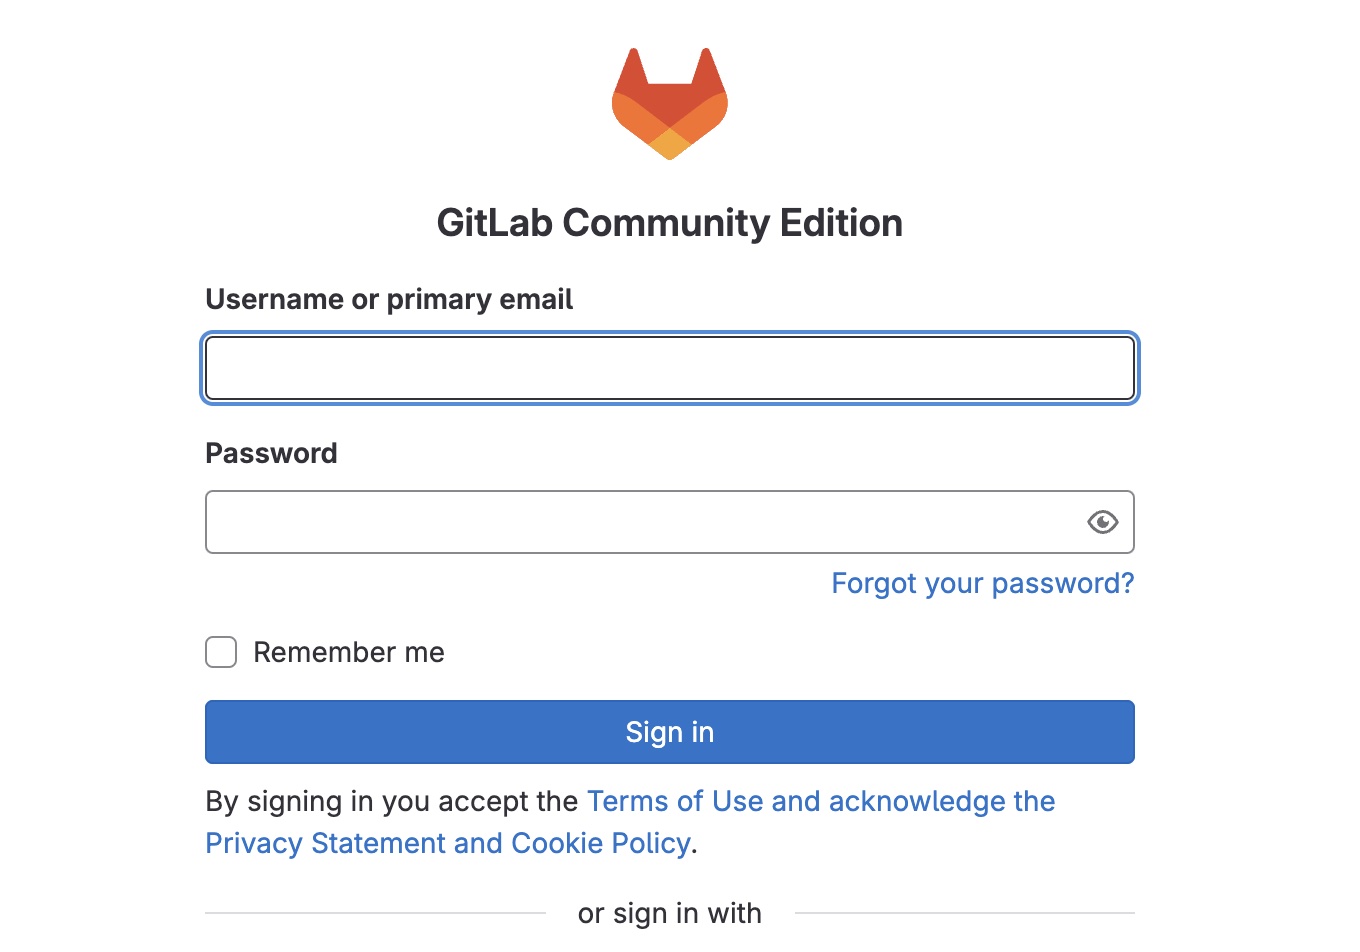 GitLab Community Edition
Username or primary email
Password
Forgot your password?
Remember me
Sign in
By signing in you accept the Terms of Use and acknowledge the
Privacy Statement and Cookie Policy.
or sign in with